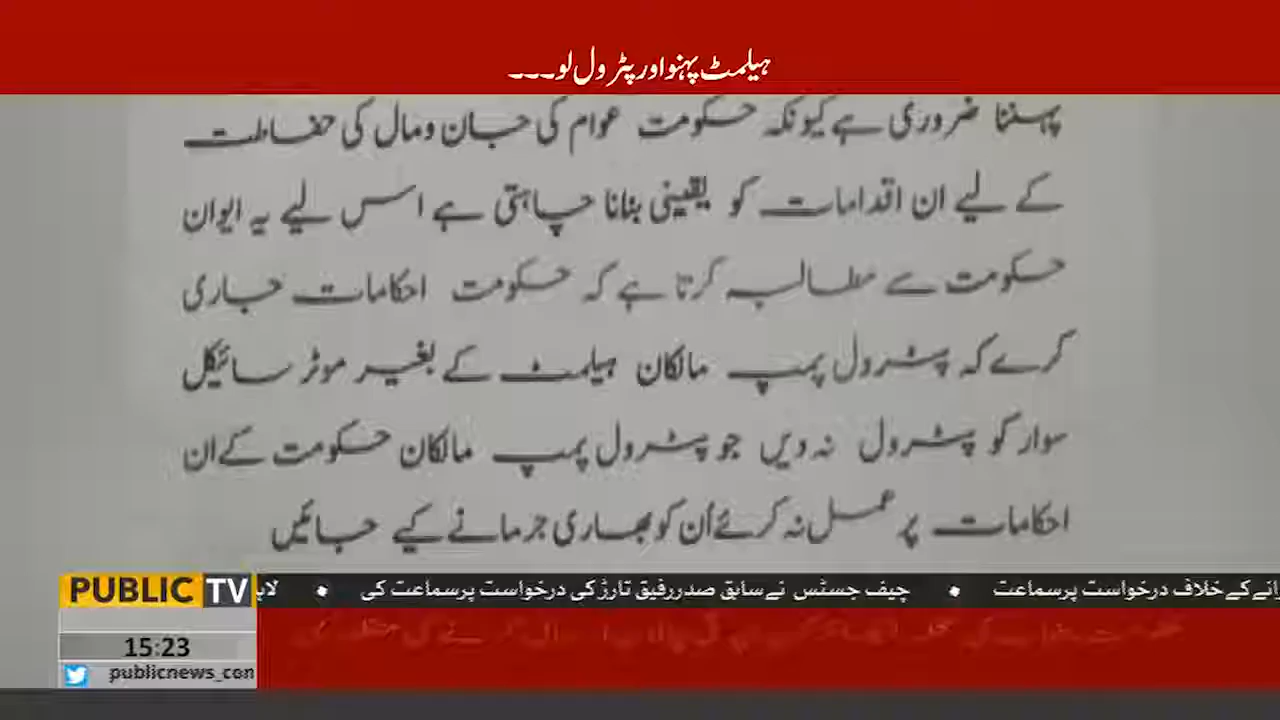 ہیلمٹ پہنو اور پٹرول لو۔۔۔
پہننا ضروری ہے کیونکہ حکومت عوام کی جان و مال کی حفاظت
کے لیے ان اقدامات کو یقینی بنانا چاہتی ہے اس لیے یہ ایوان
حکومت سے مطالبہ کرتا ہے کہ حکومت احکامات جاری
کرے کہ پٹرول پمپ مالکان ہیلمٹ کے بغیر موٹر سائیکل
سوار کو پٹرول نہ دیں جو پٹرول پمپ مالکان حکومت کے ان
احکامات پر عمل نہ کرئے اُن کو بھاری جرمانے کیے جائیں
PUBLIC TV
رانے کے خلاف درخواست پر سماعت • چیف جسٹس نے سابق صدر رفیق تارڑ کی درخواست پر سماعت کی •
15:23
publicnews_con